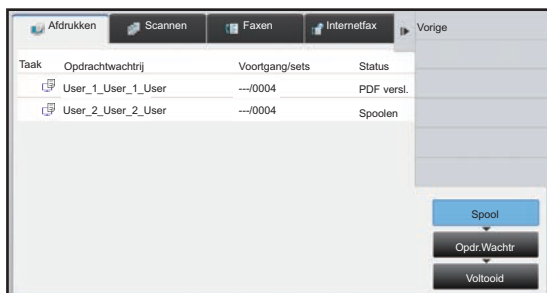 Afdrukken Scannen Faxen Internetfax Vorige
Taak Opdrachtwachtrij Voortgang/sets Status
User_1_User_1_User ---/0004 PDF versl.
User_2_User_2_User ---/0004 Spoolen
Spool
Opdr.Wachtr
Voltooid